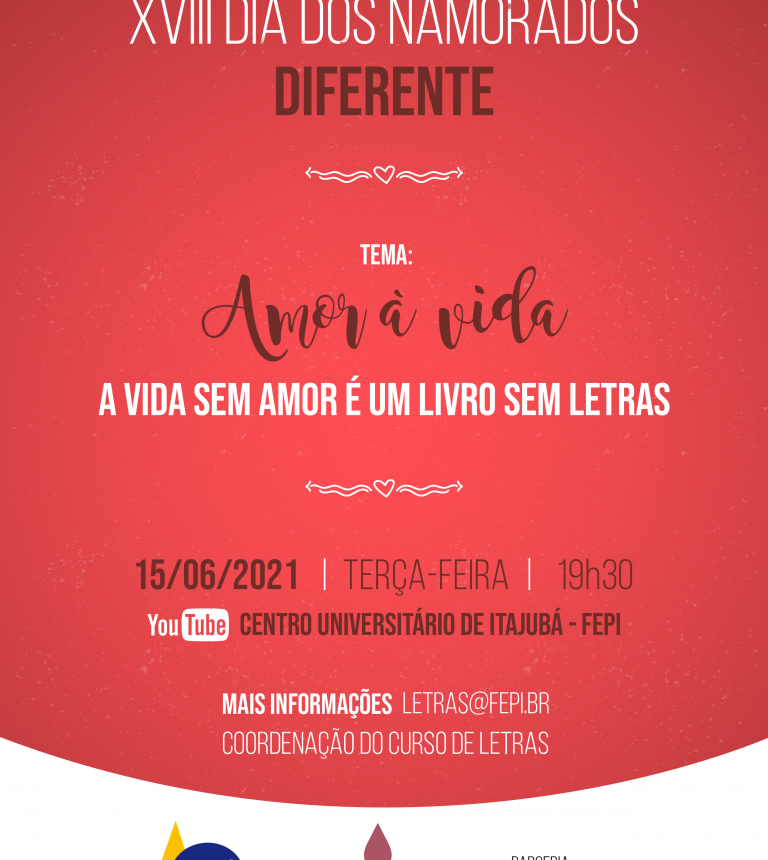 XVIII DIA DOS NAMORADOS
DIFERENTE
TEMA:
Amor à vida
A VIDA SEM AMOR É UM LIVRO SEM LETRAS
15/06/2021 | TERÇA-FEIRA | 19h30
YouTube CENTRO UNIVERSITÁRIO DE ITAJUBÁ - FEPI
MAIS INFORMAÇÕES LETRAS@FEPI.BR
COORDENAÇÃO DO CURSO DE LETRAS
PARCERIA